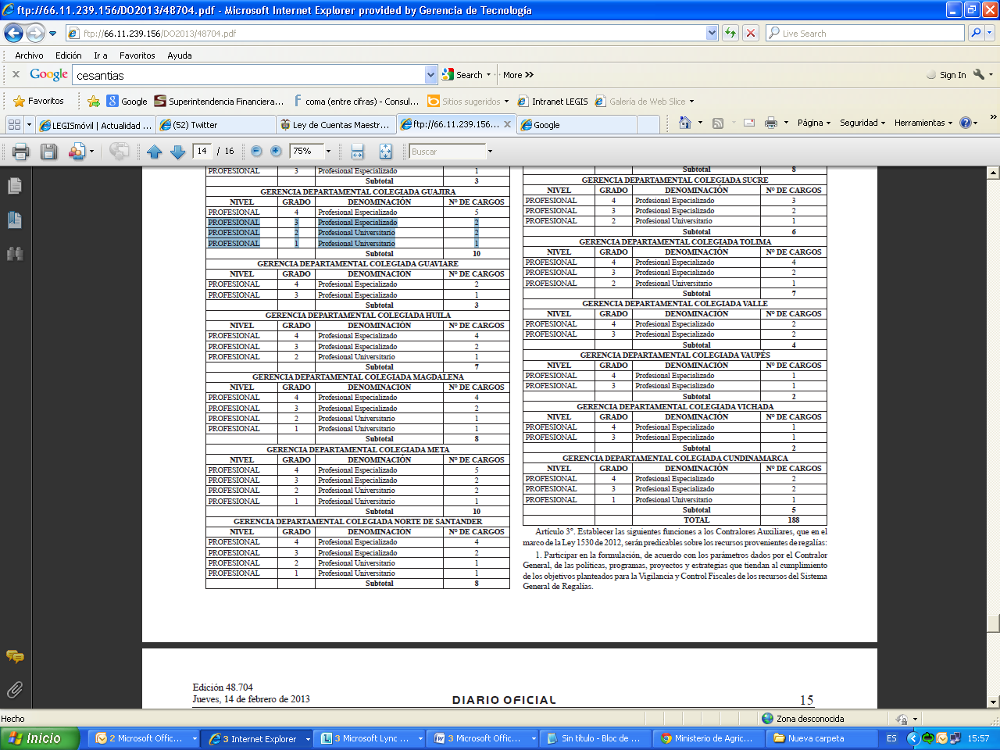 ftp://66.11.239.156/DO2013/48704.pdf - Microsoft Internet Explorer provided by Gerencia de Tecnología
ftp://66.11.239.156/DO2013/48704.pdf
Live Search
Archivo Edición Ir a Favoritos Ayuda
Google cesantias Search More Sign In
Favoritos Google Superintendencia Financiera... coma (entre cifras) - Consul... Sitios sugeridos Intranet LEGIS Galería de Web Slice
LEGISmóvil | Actualidad ... (52) Twitter Ley de Cuentas Maestr... ftp://66.11.239.156... Google Página Seguridad Herramientas
14 / 16 75% Buscar
PROFESIONAL 3 Profesional Especializado 1
Subtotal 3
GERENCIA DEPARTAMENTAL COLEGIADA GUAJIRA
NIVEL GRADO DENOMINACIÓN Nº DE CARGOS
PROFESIONAL 4 Profesional Especializado 5
PROFESIONAL 3 Profesional Especializado 2
PROFESIONAL 2 Profesional Universitario 2
PROFESIONAL 1 Profesional Universitario 1
Subtotal 10
GERENCIA DEPARTAMENTAL COLEGIADA GUAVIARE
NIVEL GRADO DENOMINACIÓN Nº DE CARGOS
PROFESIONAL 4 Profesional Especializado 2
PROFESIONAL 3 Profesional Especializado 1
Subtotal 3
GERENCIA DEPARTAMENTAL COLEGIADA HUILA
NIVEL GRADO DENOMINACIÓN Nº DE CARGOS
PROFESIONAL 4 Profesional Especializado 4
PROFESIONAL 3 Profesional Especializado 2
PROFESIONAL 2 Profesional Universitario 1
Subtotal 7
GERENCIA DEPARTAMENTAL COLEGIADA MAGDALENA
NIVEL GRADO DENOMINACIÓN Nº DE CARGOS
PROFESIONAL 4 Profesional Especializado 4
PROFESIONAL 3 Profesional Especializado 2
PROFESIONAL 2 Profesional Universitario 1
PROFESIONAL 1 Profesional Universitario 1
Subtotal 8
GERENCIA DEPARTAMENTAL COLEGIADA META
NIVEL GRADO DENOMINACIÓN Nº DE CARGOS
PROFESIONAL 4 Profesional Especializado 5
PROFESIONAL 3 Profesional Especializado 2
PROFESIONAL 2 Profesional Universitario 2
PROFESIONAL 1 Profesional Universitario 1
Subtotal 10
GERENCIA DEPARTAMENTAL COLEGIADA NORTE DE SANTANDER
NIVEL GRADO DENOMINACIÓN Nº DE CARGOS
PROFESIONAL 4 Profesional Especializado 4
PROFESIONAL 3 Profesional Especializado 2
PROFESIONAL 2 Profesional Universitario 1
PROFESIONAL 1 Profesional Universitario 1
Subtotal 8
Subtotal 8
GERENCIA DEPARTAMENTAL COLEGIADA SUCRE
NIVEL GRADO DENOMINACIÓN Nº DE CARGOS
PROFESIONAL 4 Profesional Especializado 3
PROFESIONAL 3 Profesional Especializado 2
PROFESIONAL 2 Profesional Universitario 1
Subtotal 6
GERENCIA DEPARTAMENTAL COLEGIADA TOLIMA
NIVEL GRADO DENOMINACIÓN Nº DE CARGOS
PROFESIONAL 4 Profesional Especializado 4
PROFESIONAL 3 Profesional Especializado 2
PROFESIONAL 2 Profesional Universitario 1
Subtotal 7
GERENCIA DEPARTAMENTAL COLEGIADA VALLE
NIVEL GRADO DENOMINACIÓN Nº DE CARGOS
PROFESIONAL 4 Profesional Especializado 2
PROFESIONAL 3 Profesional Especializado 2
Subtotal 4
GERENCIA DEPARTAMENTAL COLEGIADA VAUPÉS
NIVEL GRADO DENOMINACIÓN Nº DE CARGOS
PROFESIONAL 4 Profesional Especializado 1
PROFESIONAL 3 Profesional Especializado 1
Subtotal 2
GERENCIA DEPARTAMENTAL COLEGIADA VICHADA
NIVEL GRADO DENOMINACIÓN Nº DE CARGOS
PROFESIONAL 4 Profesional Especializado 1
PROFESIONAL 3 Profesional Especializado 1
Subtotal 2
GERENCIA DEPARTAMENTAL COLEGIADA CUNDINAMARCA
NIVEL GRADO DENOMINACIÓN Nº DE CARGOS
PROFESIONAL 4 Profesional Especializado 2
PROFESIONAL 3 Profesional Especializado 2
PROFESIONAL 1 Profesional Universitario 1
Subtotal 5
TOTAL 188
Artículo 3º. Establecer las siguientes funciones a los Contralores Auxiliares, que en el
marco de la Ley 1530 de 2012, serán predicables sobre los recursos provenientes de regalías:
1. Participar en la formulación, de acuerdo con los parámetros dados por el Contralor
General, de las políticas, programas, proyectos y estrategias que tiendan al cumplimiento
de los objetivos planteados para la Vigilancia y Control Fiscales de los recursos del Sistema
General de Regalías.
Edición 48.704
Jueves, 14 de febrero de 2013 DIARIO OFICIAL 15
Hecho Zona desconocida
Inicio 2 Microsoft Offic... 3 Internet Explorer 3 Microsoft Lync ... 3 Microsoft Offic... Sin título - Bloc de ... Ministerio de Agric... Nueva carpeta ES 15:57